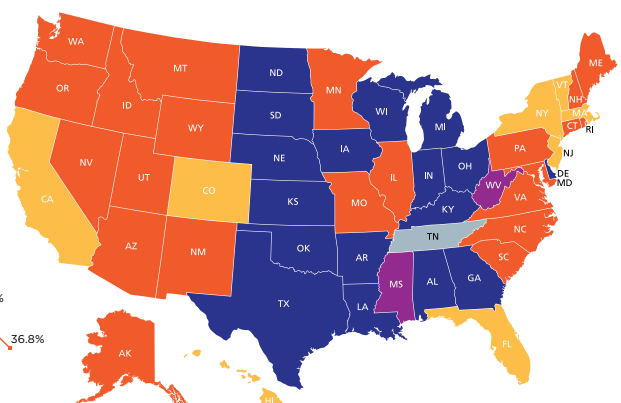 WA
ME
MT
ND
VT
OR
MN
NH
ID
SD
WI
NY
MA
WY
MI
CT
RI
IA
PA
NE
NJ
NV
OH
UT
IL
IN
DE
CO
WV
MD
CA
KS
MO
VA
KY
NC
TN
AZ
NM
OK
AR
SC
MS
AL
GA
TX
LA
%
36.8%
FL
AK
HI